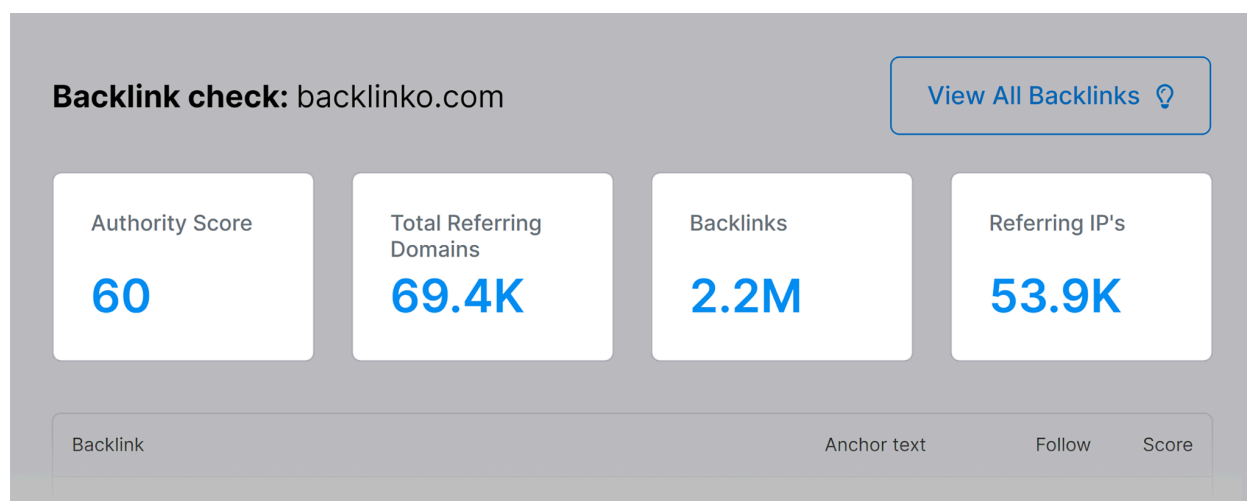 Backlink check: backlinko.com
View All Backlinks
Authority Score
60
Total Referring
Domains
69.4K
Backlinks
2.2M
Referring IP's
53.9K
Backlink
Anchor text
Follow
Score